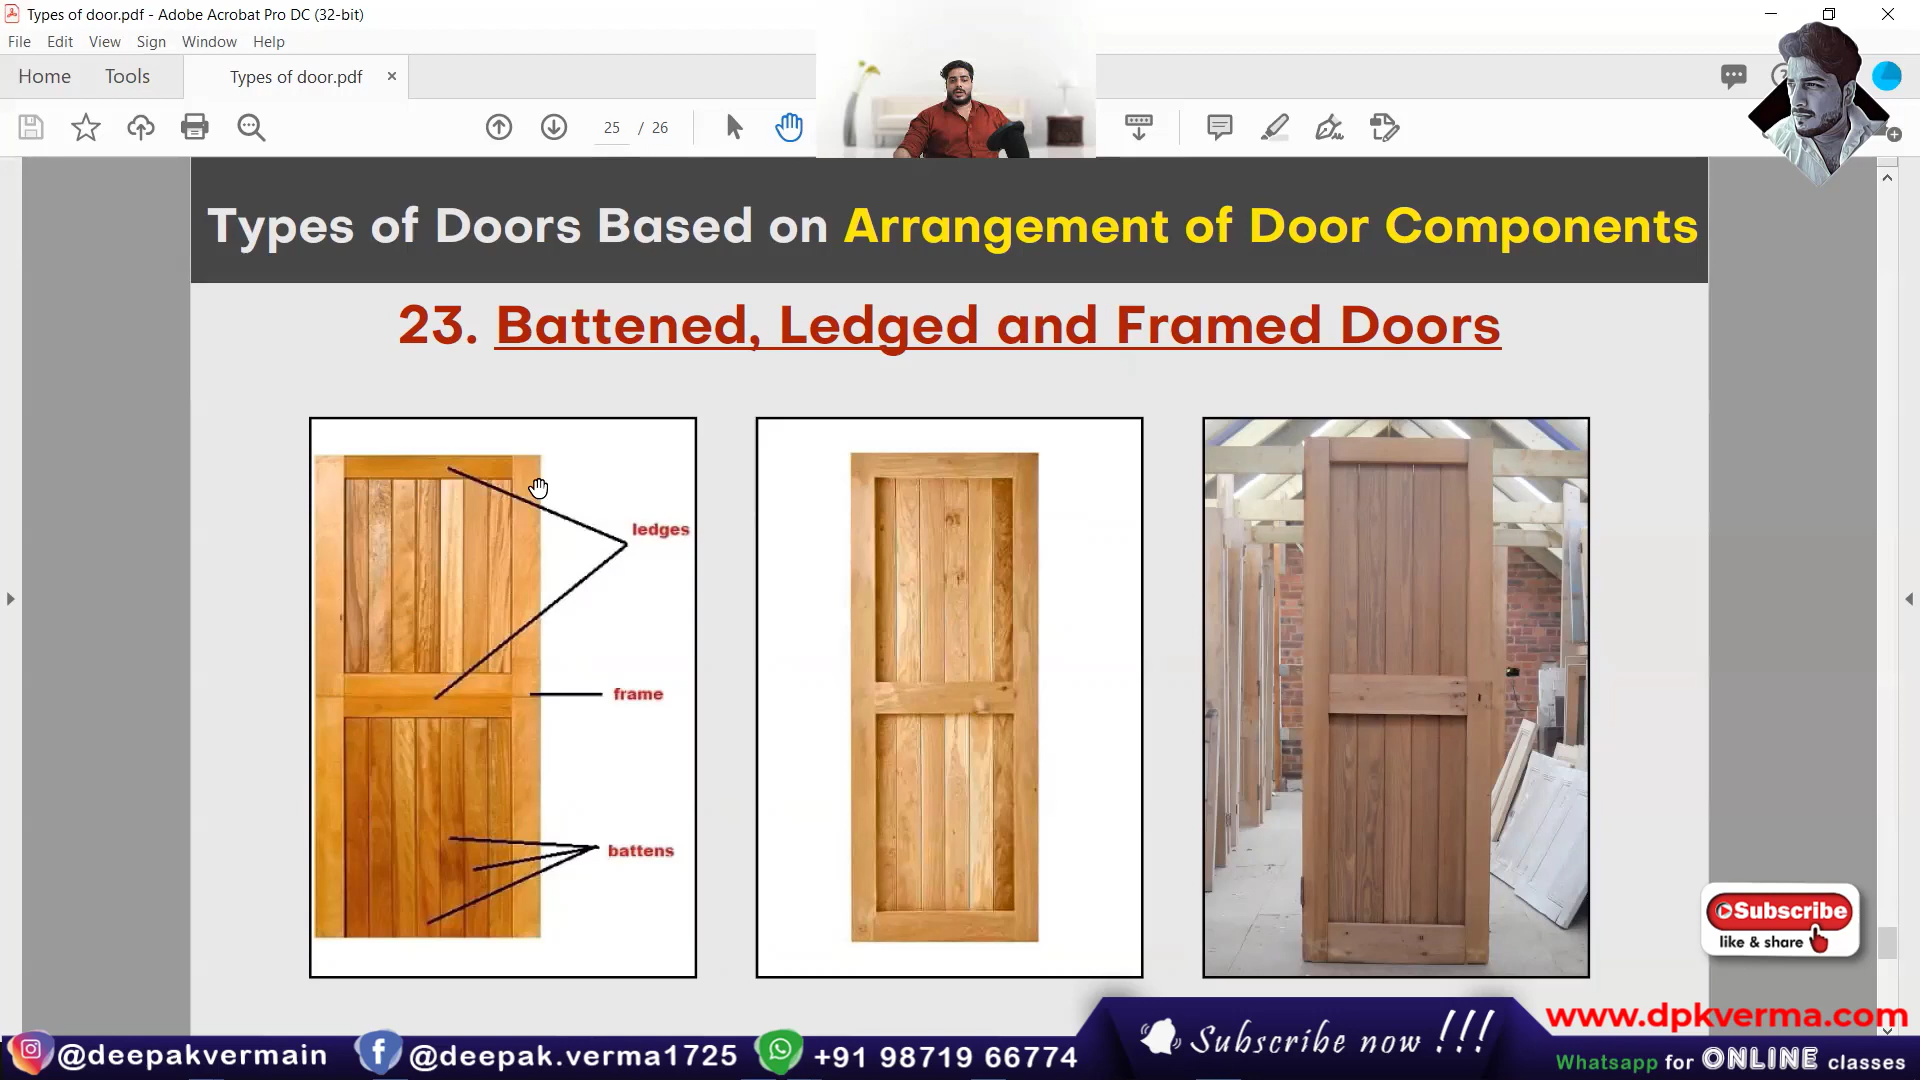 Types of door.pdf - Adobe Acrobat Pro DC (32-bit)
File Edit View Sign Window Help
Home Tools Types of door.pdf ×
25 / 26
Types of Doors Based on Arrangement of Door Components
23. Battened, Ledged and Framed Doors
ledges
frame
battens
Subscribe
like & share
@deepakvermain
@deepak.verma1725
+91 98719 66774
Subscribe now !!!
www.dpkverma.com
Whatsapp for ONLINE classes